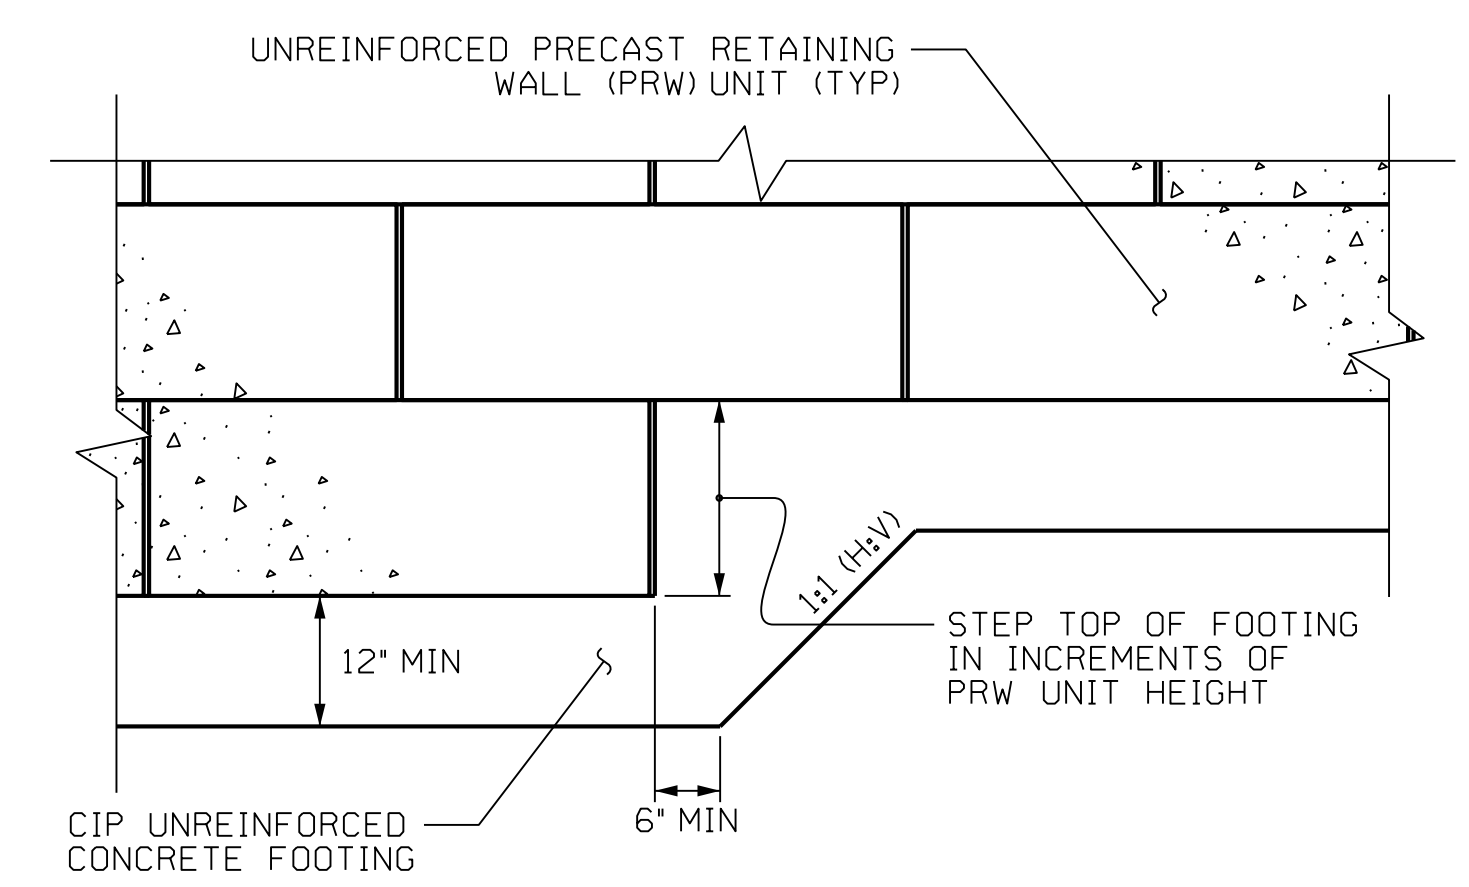 UNREINFORCED PRECAST RETAINING
WALL (PRW) UNIT (TYP)
1:1 (H:V)
12" MIN
STEP TOP OF FOOTING
IN INCREMENTS OF
PRW UNIT HEIGHT
6" MIN
CIP UNREINFORCED
CONCRETE FOOTING